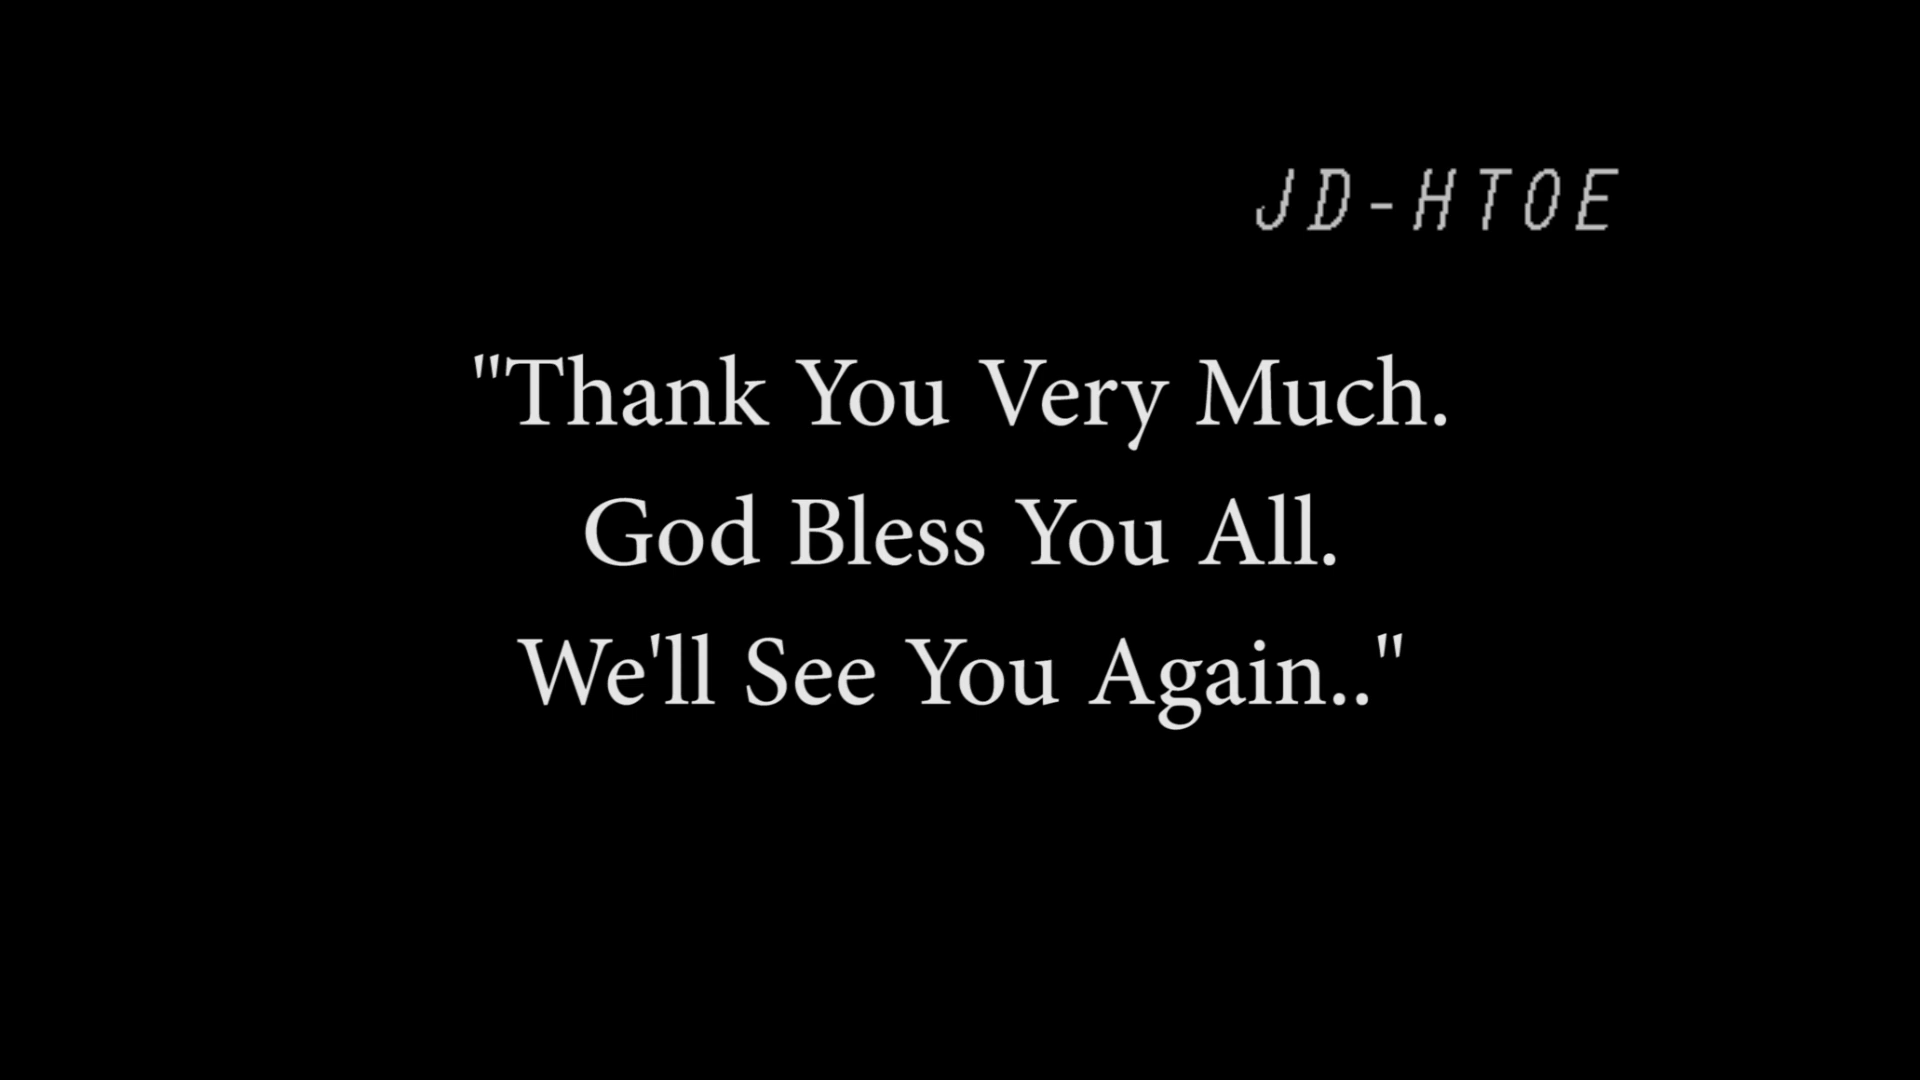 JD-HTOE
"Thank You Very Much.
God Bless You All.
We'll See You Again.."